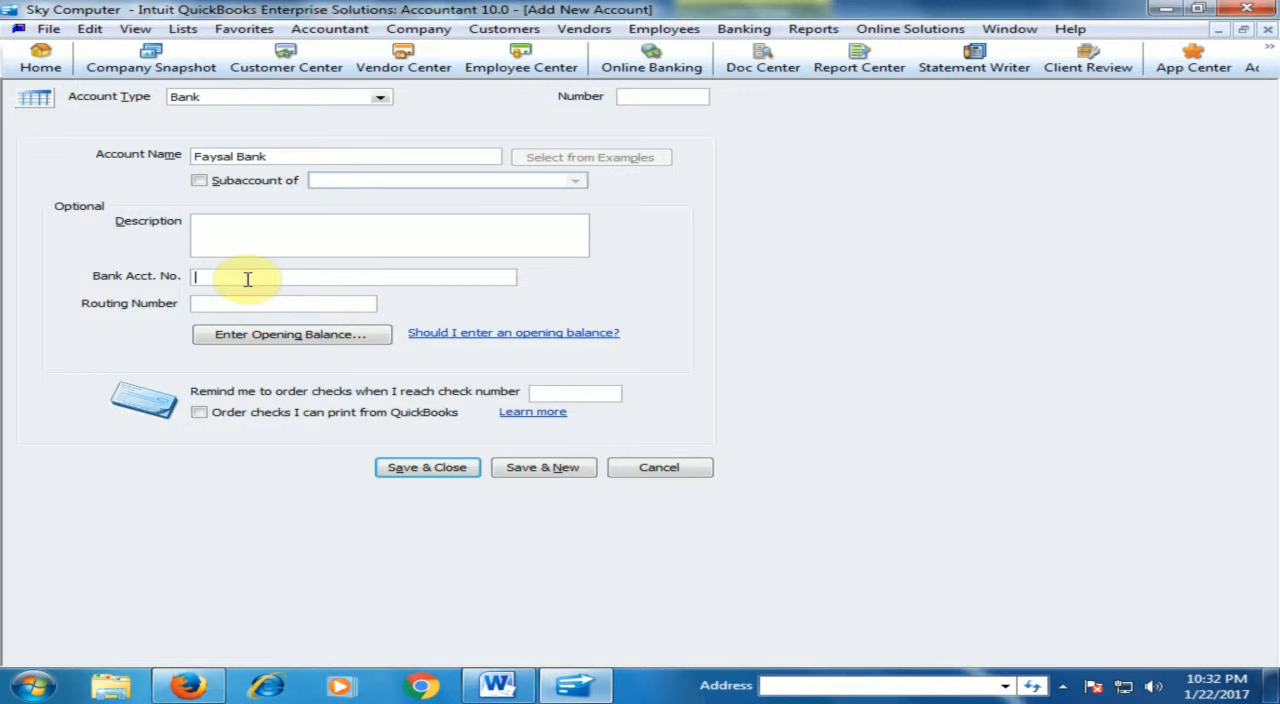 Sky Computer - Intuit QuickBooks Enterprise Solutions: Accountant 10.0 - [Add New Account]
File Edit View Lists Favorites Accountant Company Customers Vendors Employees Banking Reports Online Solutions Window Help
Home Company Snapshot Customer Center Vendor Center Employee Center Online Banking Doc Center Report Center Statement Writer Client Review App Center
Account Type Bank Number
Account Name Faysal Bank Select from Examples
Subaccount of
Optional
Description
Bank Acct. No.
Routing Number
Enter Opening Balance... Should I enter an opening balance?
Remind me to order checks when I reach check number
Order checks I can print from QuickBooks Learn more
Save & Close Save & New Cancel
Address 10:32 PM
1/22/2017